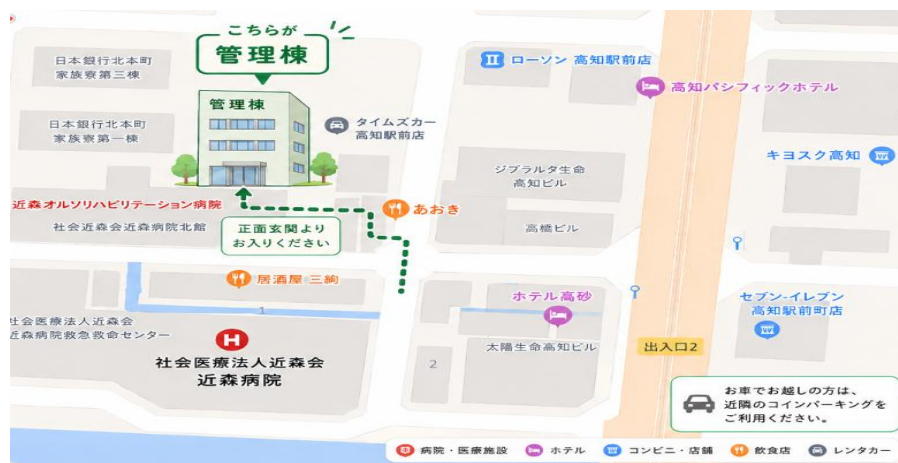 こちらが
管理棟
日本銀行北本町
家族寮第三棟
ローソン 高知駅前店
高知パシフィックホテル
管理棟
日本銀行北本町
家族寮第一棟
タイムズカー
高知駅前店
キヨスク高知
ジブラルタ生命
高知ビル
近森オルソリハビリテーション病院
あおき
社会近森会近森病院北館
正面玄関より
お入りください
高橋ビル
居酒屋 三絢
ホテル高砂
セブン-イレブン
高知駅前町店
1
社会医療法人近森会
近森病院救急救命センター
H
社会医療法人近森会
近森病院
太陽生命高知ビル
出入口2
2
お車でお越しの方は、
近隣のコインパーキングを
ご利用ください。
病院・医療施設
ホテル
コンビニ・店舗
飲食店
レンタカー